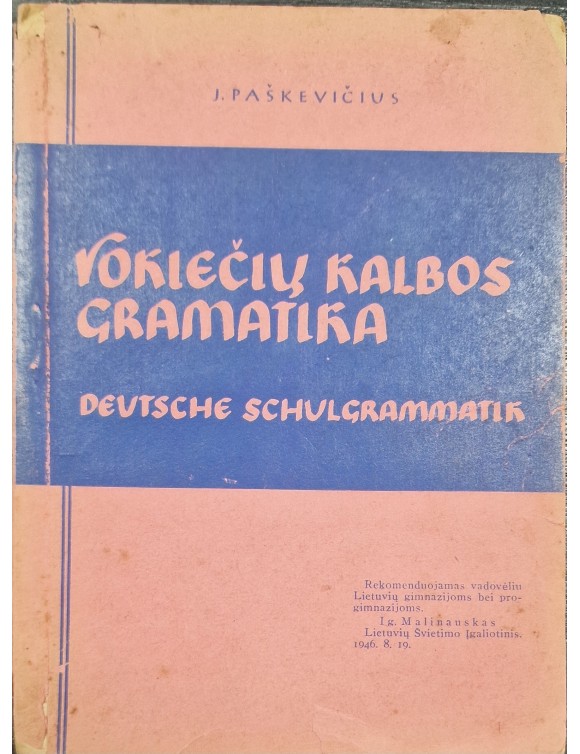 J. PAŠKEVIČIUS
VOKIEČIŲ KALBOS
GRAMATIKA
DEUTSCHE SCHULGRAMMATIK
Rekomenduojamas vadovėliu
Lietuvių gimnazijoms bei pro-
gimnazijoms.
Ig. Malinauskas
Lietuvių Švietimo Įgaliotinis.
1946. 8. 19.